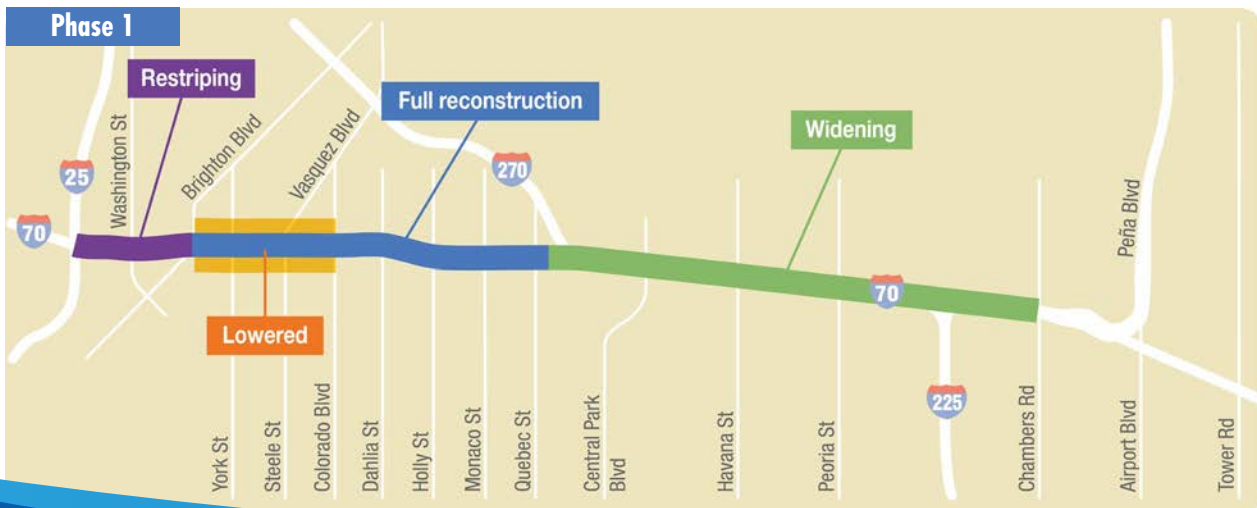 Phase 1
Restriping
Full reconstruction
Widening
Lowered
25
70
270
70
225
Washington St
Brighton Blvd
Vasquez Blvd
Peña Blvd
York St
Steele St
Colorado Blvd
Dahlia St
Holly St
Monaco St
Quebec St
Central Park
Blvd
Havana St
Peoria St
Chambers Rd
Airport Blvd
Tower Rd